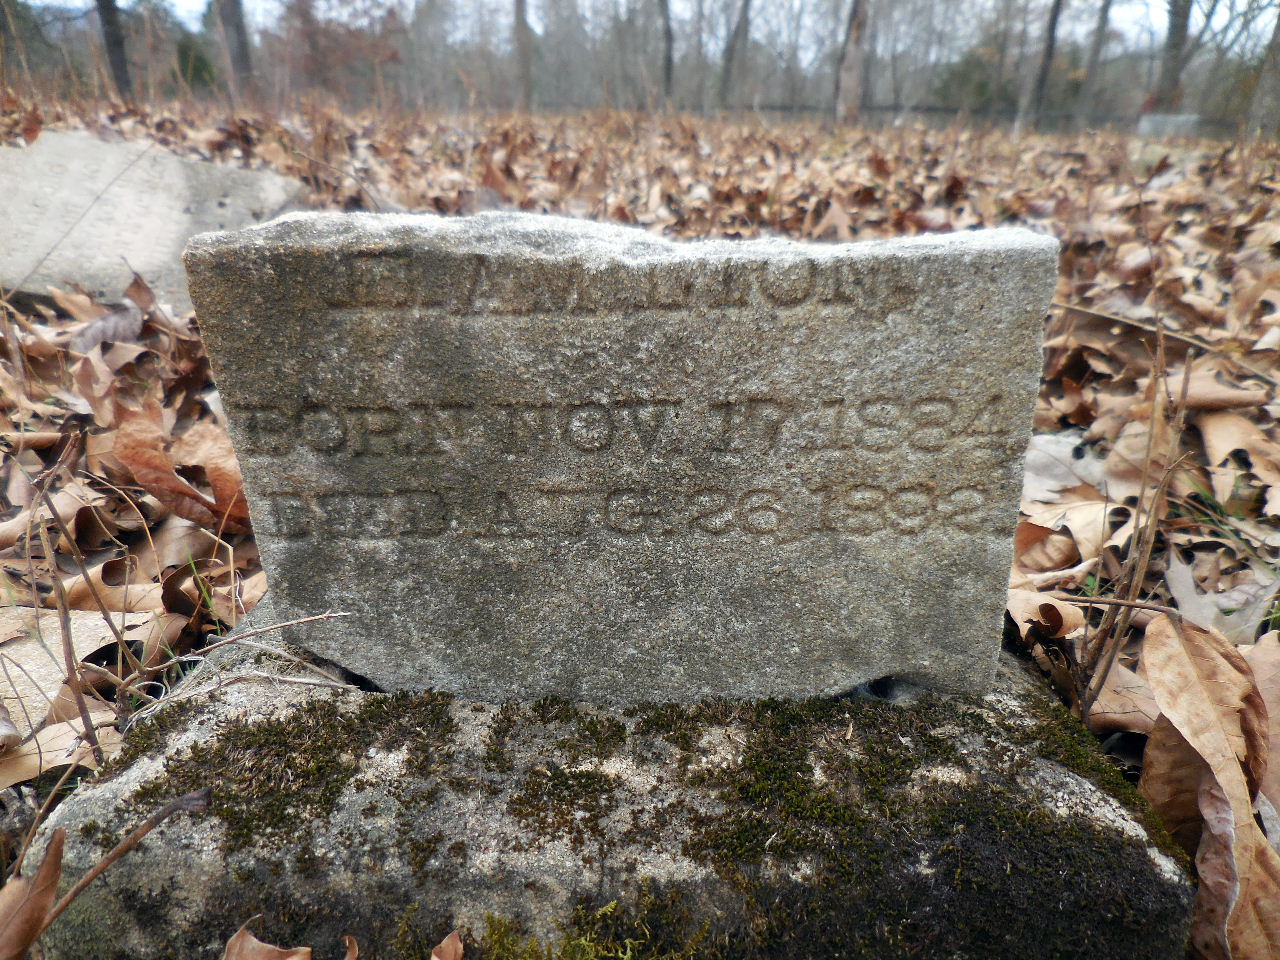 BORN NOV. 17, 1884
DIED AUG. 26, 1892